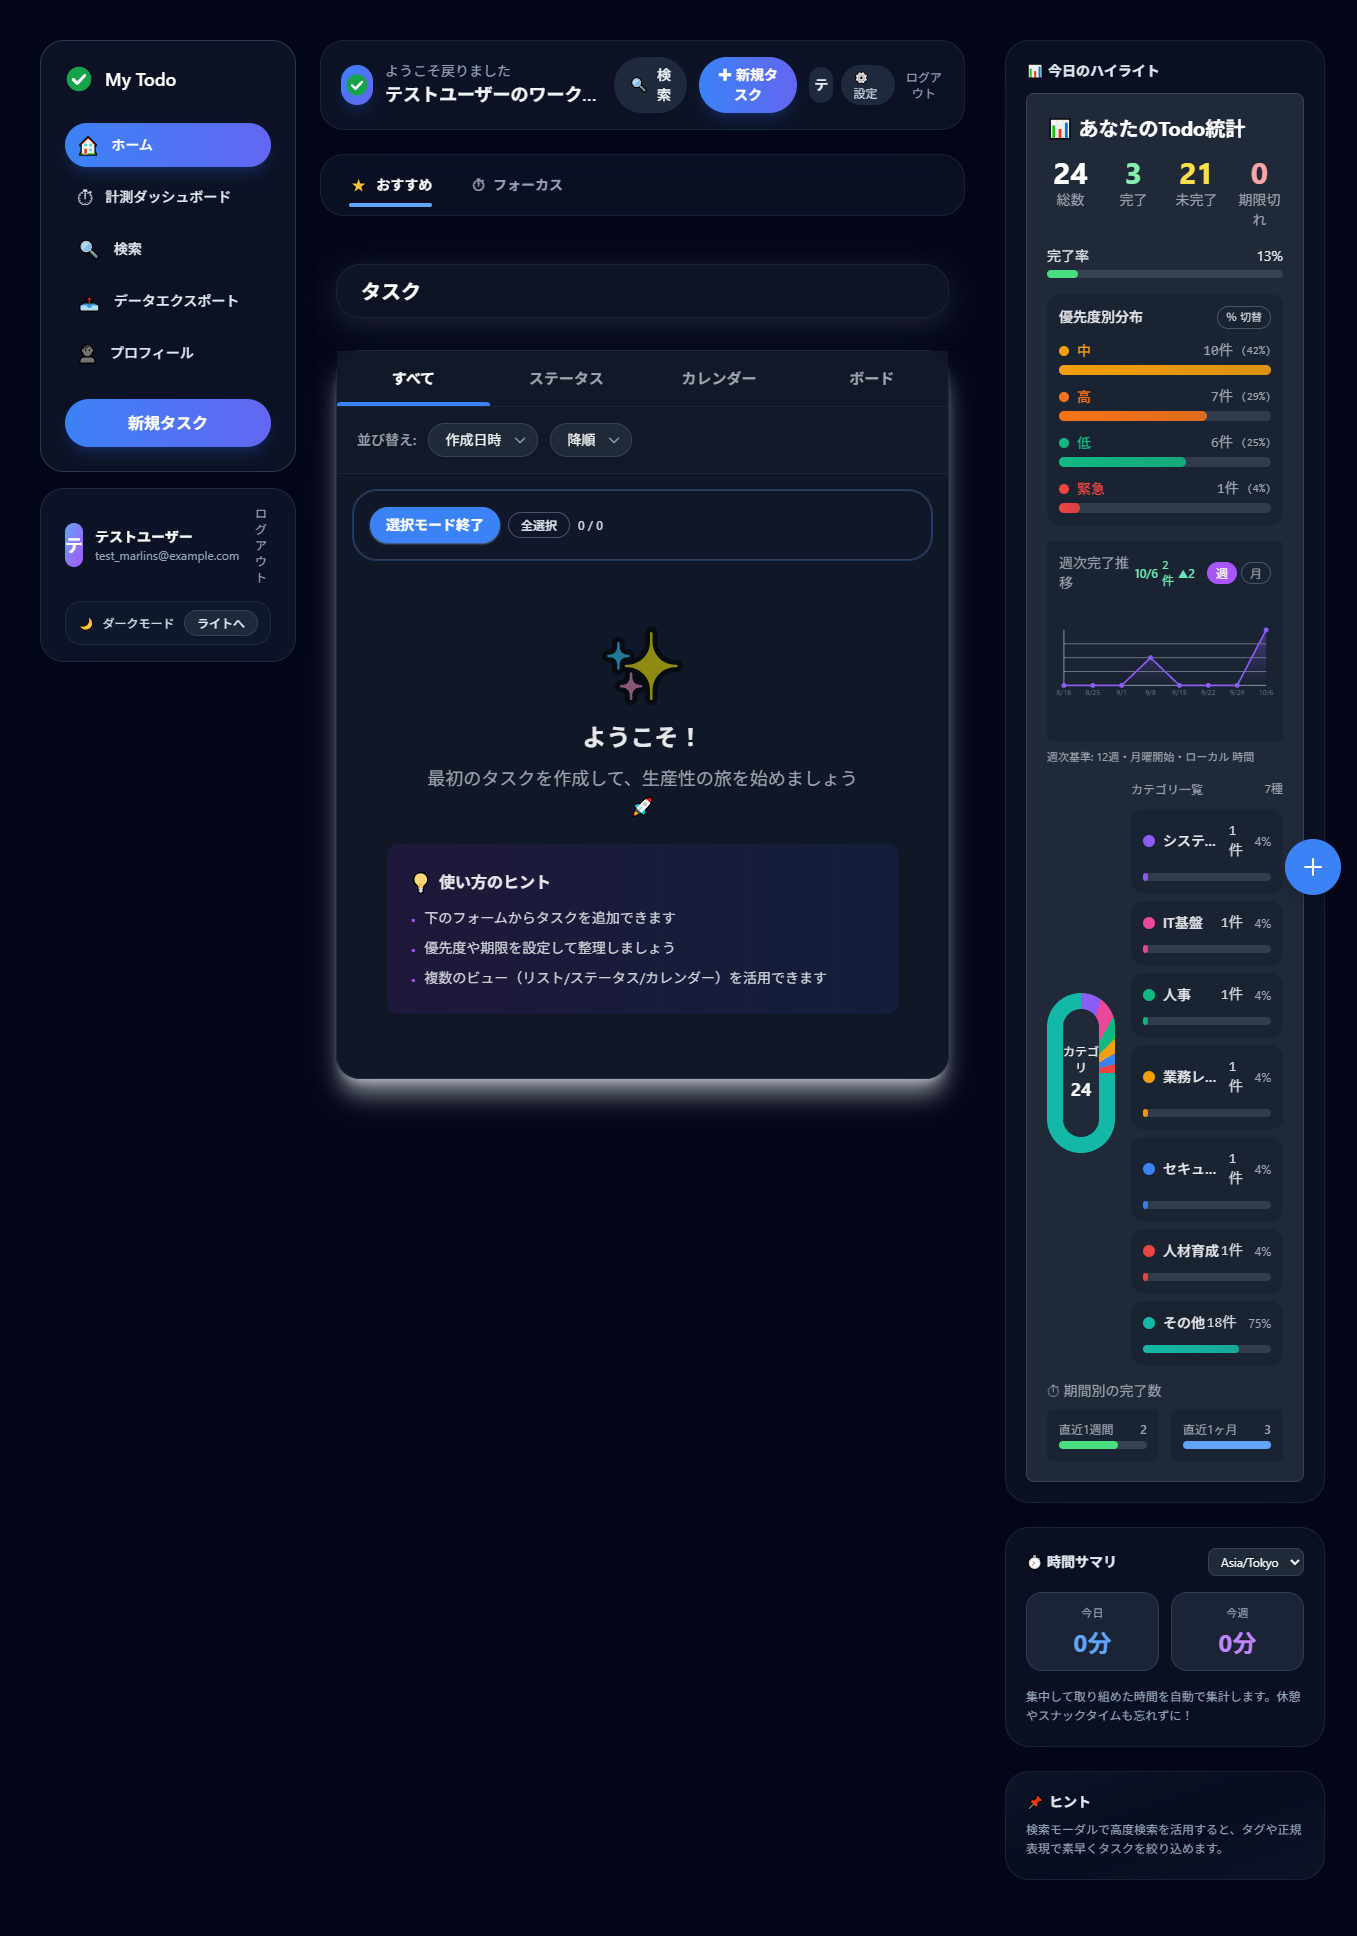 My Todo
ホーム
計測ダッシュボード
検索
データエクスポート
プロフィール
新規タスク
テ
テストユーザー
test_marlins@example.com
ログアウト
ダークモード
ライトへ
ようこそ戻りました
テストユーザーのワーク...
検
索
新規タ
スク
テ
設定
ログア
ウト
おすすめ
フォーカス
タスク
すべて
ステータス
カレンダー
ボード
並び替え:
作成日時
降順
選択モード終了
全選択
0 / 0
ようこそ！
最初のタスクを作成して、生産性の旅を始めましょう
使い方のヒント
• 下のフォームからタスクを追加できます
• 優先度や期限を設定して整理しましょう
• 複数のビュー（リスト/ステータス/カレンダー）を活用できます
今日のハイライト
あなたのTodo統計
24 3 21 0
総数 完了 未完了 期限切
れ
完了率 13%
優先度別分布 % 切替
中 10件 (42%)
高 7件 (29%)
低 6件 (25%)
緊急 1件 (4%)
週次完了推
移
10/6 2
件 ▲2
週 月
8/18 8/25 9/1 9/8 9/15 9/22 9/29 10/6
週次基準: 12週・月曜開始・ローカル 時間
カテゴ
リ
24
カテゴリ一覧 7種
システ... 1
件 4%
IT基盤 1件 4%
人事 1件 4%
業務レ... 1
件 4%
セキュ... 1
件 4%
人材育成 1件 4%
その他 18件 75%
期間別の完了数
直近1週間 2
直近1ヶ月 3
時間サマリ Asia/Tokyo
今日
0分
今週
0分
集中して取り組めた時間を自動で集計します。休憩
やスナックタイムも忘れずに！
ヒント
検索モーダルで高度検索を活用すると、タグや正規
表現で素早くタスクを絞り込めます。